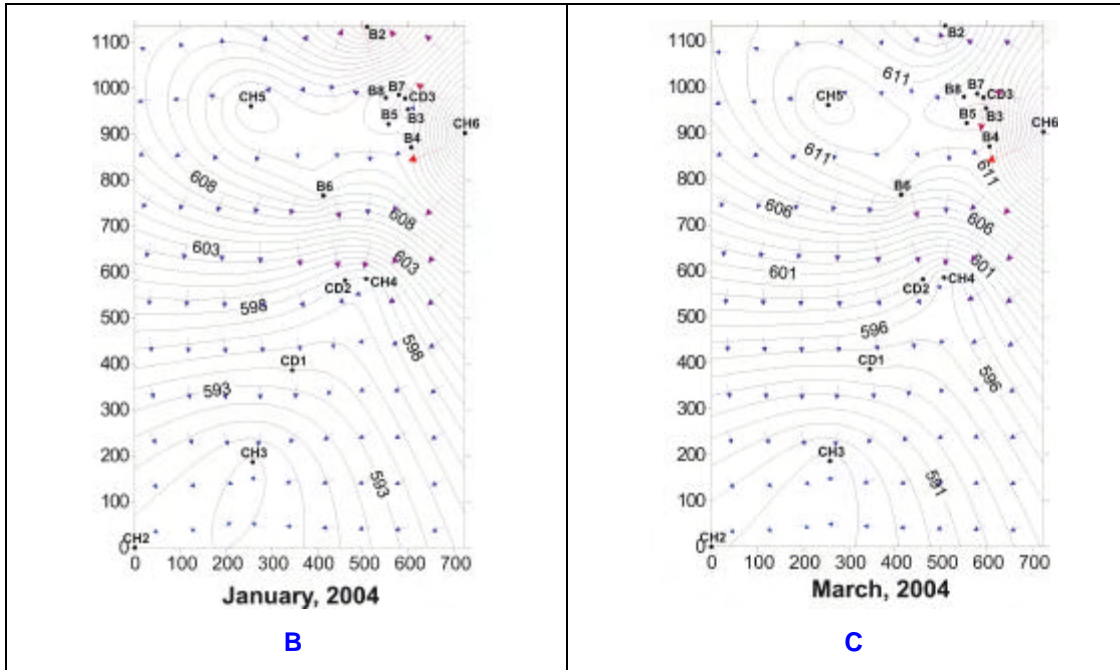 1100
1000
900
800
700
600
500
400
300
200
100
0
B2
B7
B8
CD3
B3
B5
B4
CH5
CH6
B6
608
608
603
603
CD2
CH4
598
598
CD1
593
593
CH3
CH2
0 100 200 300 400 500 600 700
January, 2004
B
1100
1000
900
800
700
600
500
400
300
200
100
0
B2
611
B7
B8
CD3
B3
B5
B4
CH5
CH6
611
611
B6
606
606
601
601
CD2
CH4
596
596
CD1
591
CH3
CH2
0 100 200 300 400 500 600 700
March, 2004
C